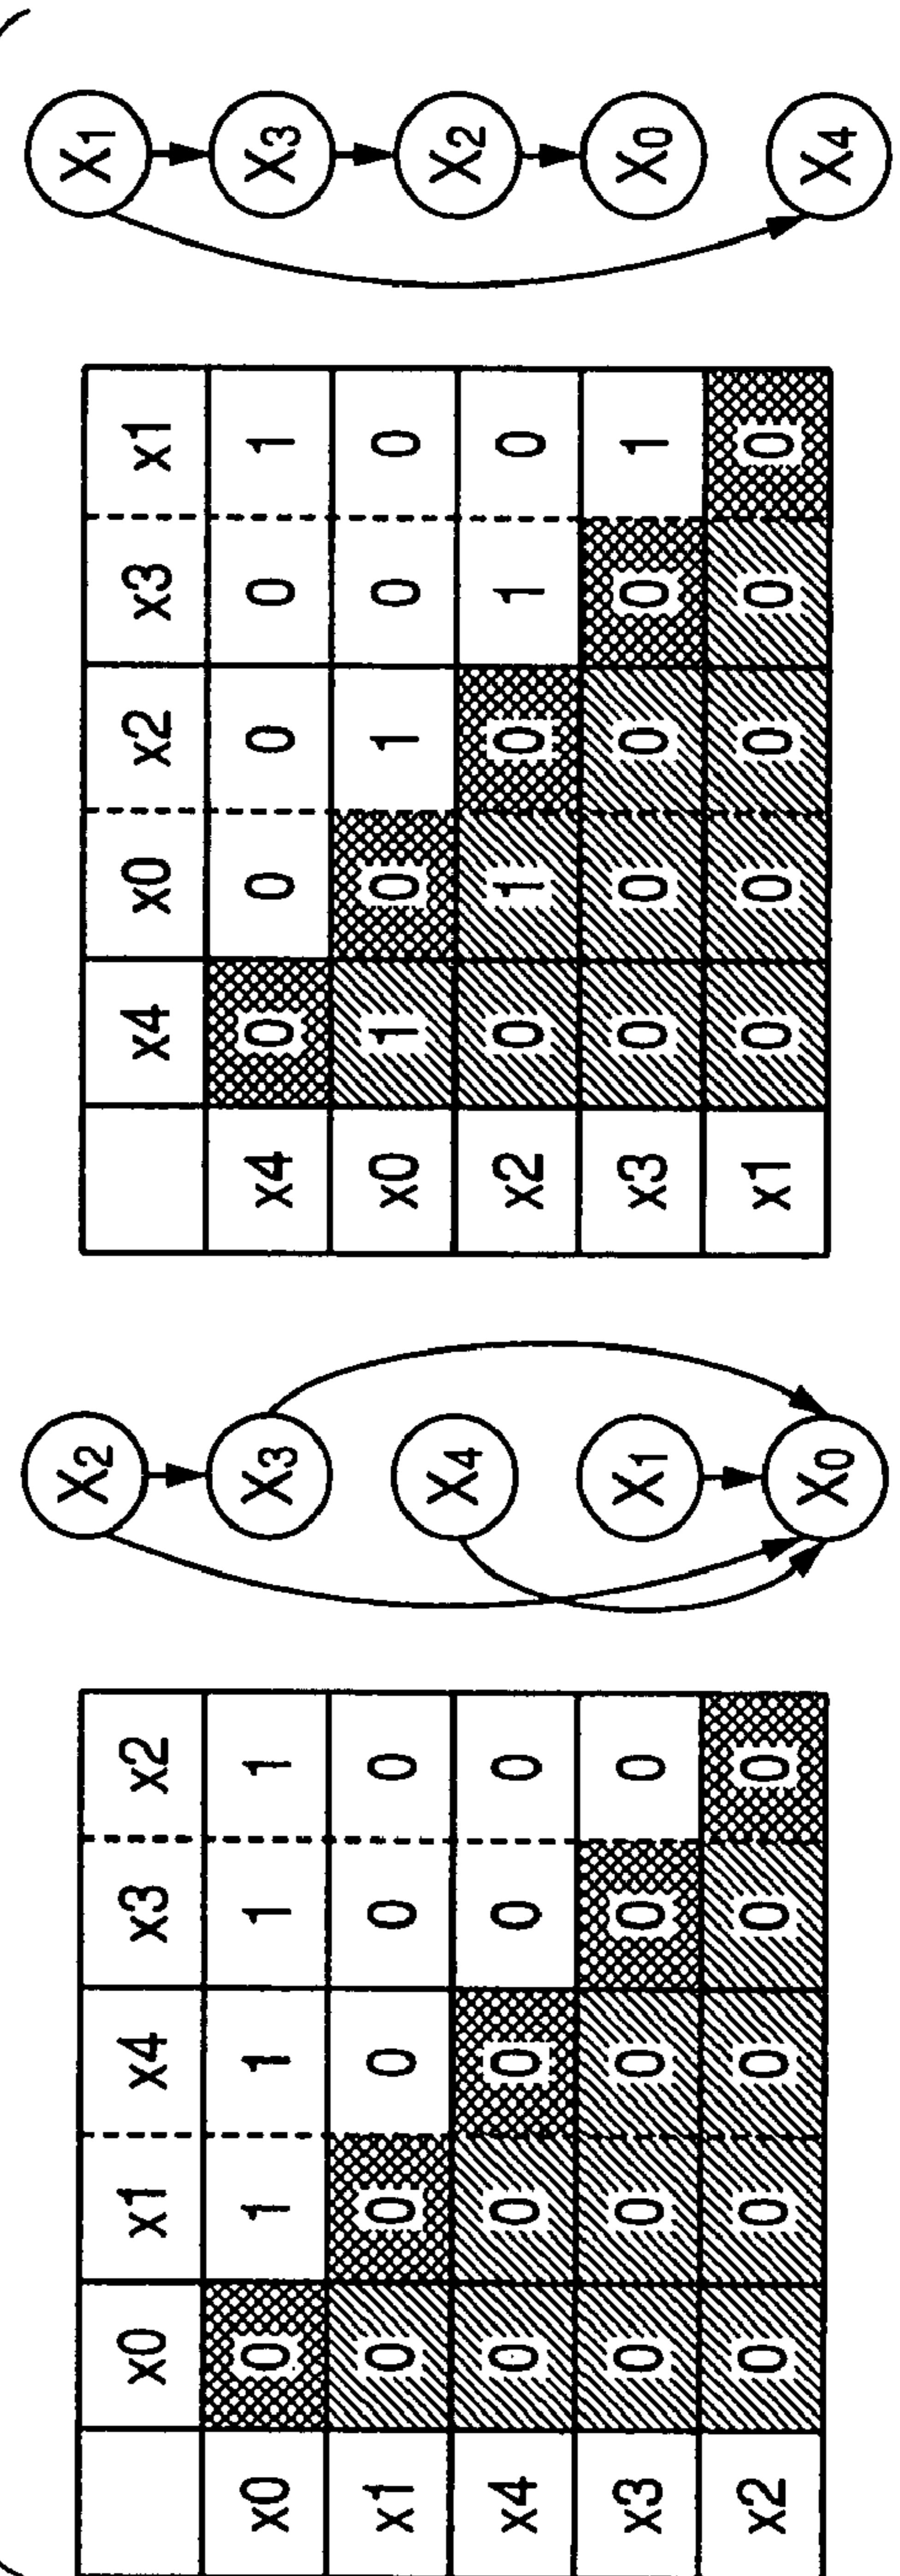 x0 x1 x4 x3 x2
x0 0 1 1 1 1
x1 0 0 0 0 0
x4 0 0 0 0 0
x3 0 0 0 0 0
x2 0 0 0 0 0
X2
X3
X4
X1
X0
x4 x0 x2 x3 x1
x4 0 0 0 0 1
x0 1 0 1 0 0
x2 0 1 0 1 0
x3 0 0 0 0 1
x1 0 0 0 0 0
X1
X3
X2
X0
X4